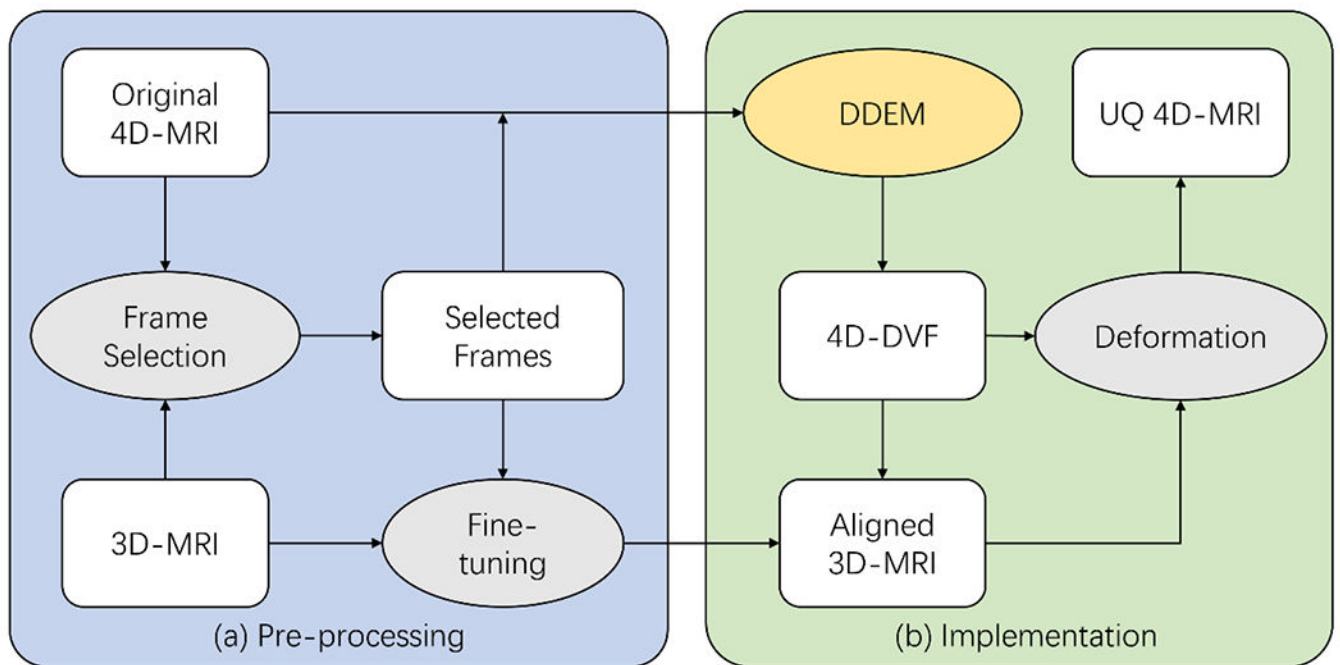 Original
4D-MRI
Frame
Selection
Selected
Frames
3D-MRI
Fine-
tuning
(a) Pre-processing
DDEM
UQ 4D-MRI
4D-DVF
Deformation
Aligned
3D-MRI
(b) Implementation